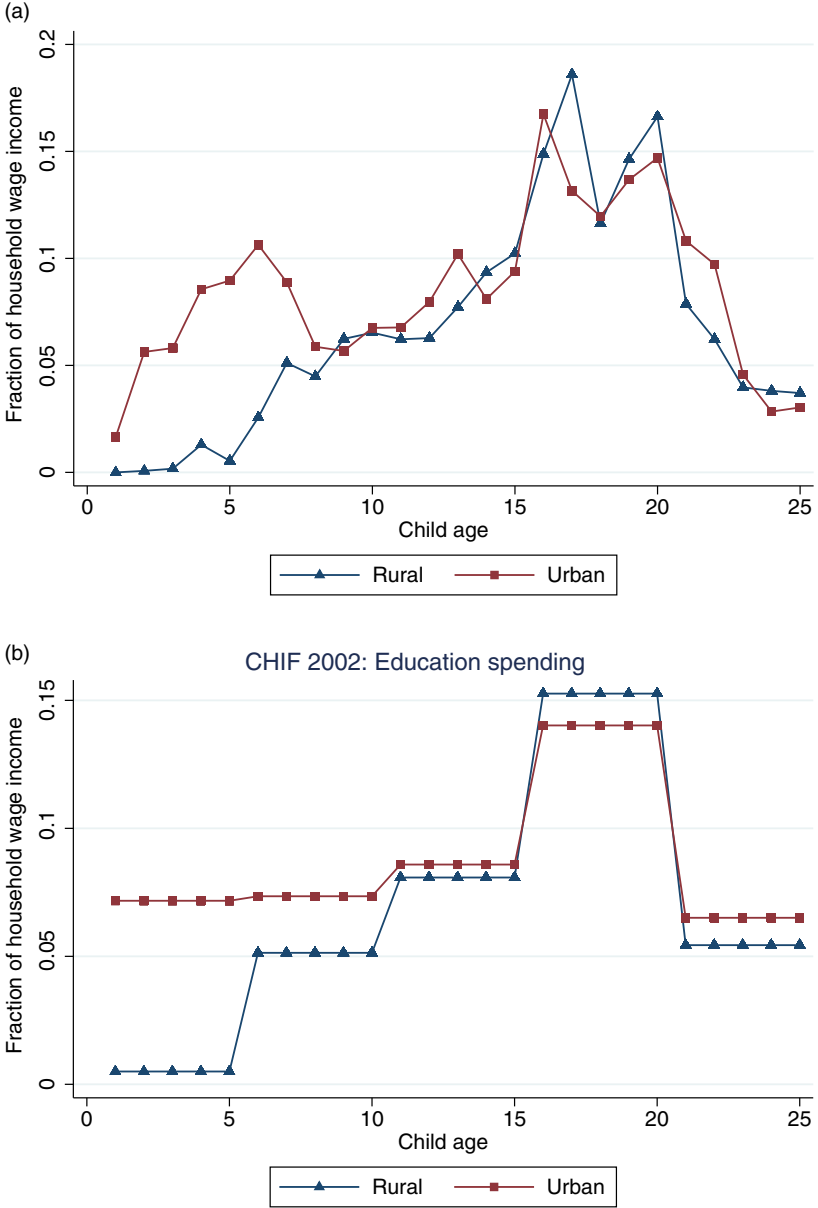 (a)
Fraction of household wage income
0.2
0.15
0.1
0.05
0
0 5 10 15 20 25
Child age
Rural Urban
(b)
CHIF 2002: Education spending
Fraction of household wage income
0.15
0.1
0.05
0
0 5 10 15 20 25
Child age
Rural Urban